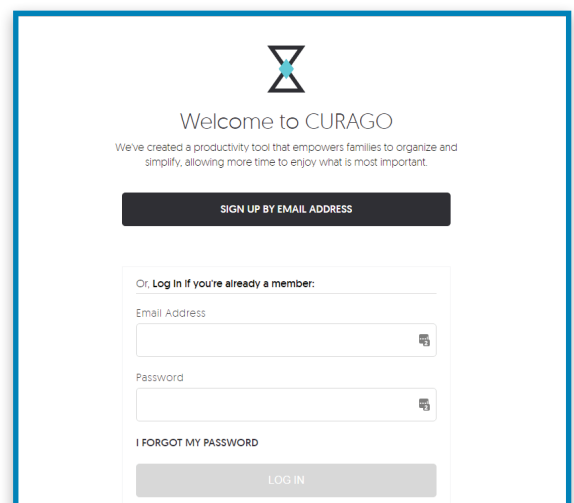 Welcome to CURAGO
We've created a productivity tool that empowers families to organize and
simplify, allowing more time to enjoy what is most important.
SIGN UP BY EMAIL ADDRESS
Or, Log In If you're already a member:
Email Address
Password
I FORGOT MY PASSWORD
LOG IN